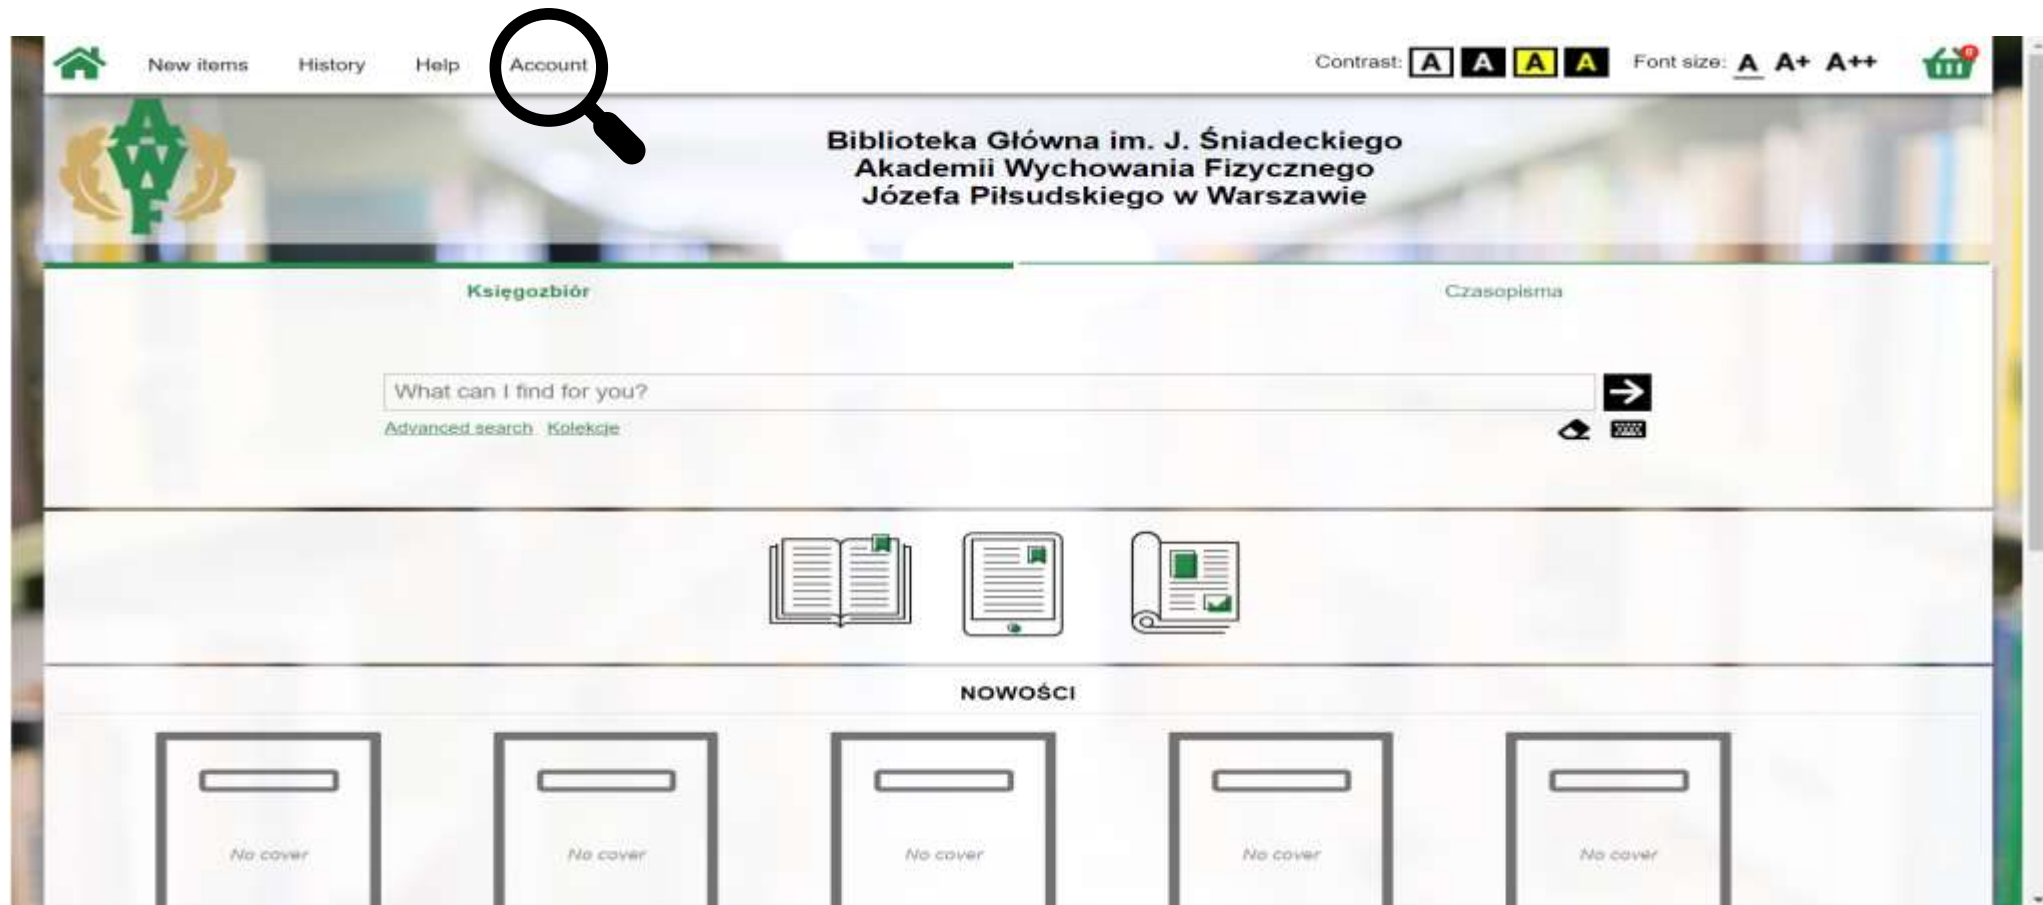 New items History Help Account Contrast: A A A A Font size: A A+ A++ 0
AWF
Biblioteka Główna im. J. Śniadeckiego
Akademii Wychowania Fizycznego
Józefa Piłsudskiego w Warszawie
Księgozbiór Czasopisma
What can I find for you?
Advanced search Kolekcje
NOWOŚCI
No cover No cover No cover No cover No cover